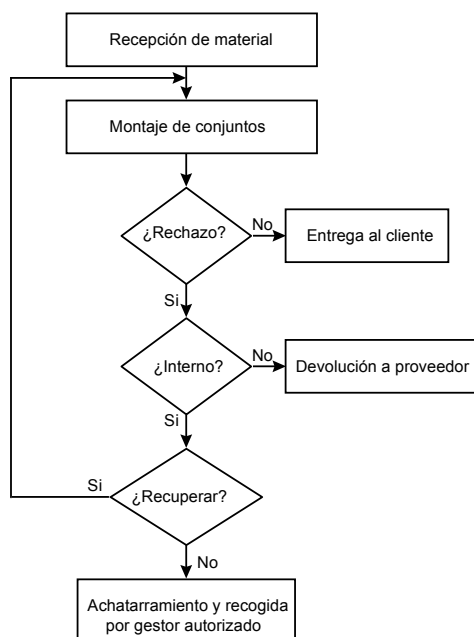 Recepción de material
Montaje de conjuntos
¿Rechazo?
No
Entrega al cliente
Si
¿Interno?
No
Devolución a proveedor
Si
Si
¿Recuperar?
No
Achatarramiento y recogida
por gestor autorizado